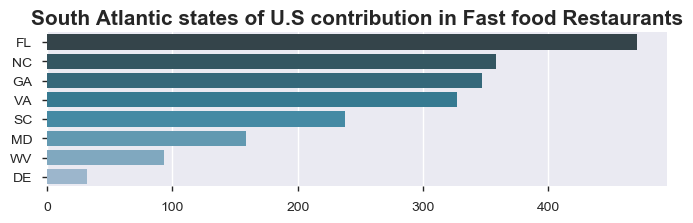 South Atlantic states of U.S contribution in Fast food Restaurants
FL
NC
GA
VA
SC
MD
WV
DE
0 100 200 300 400